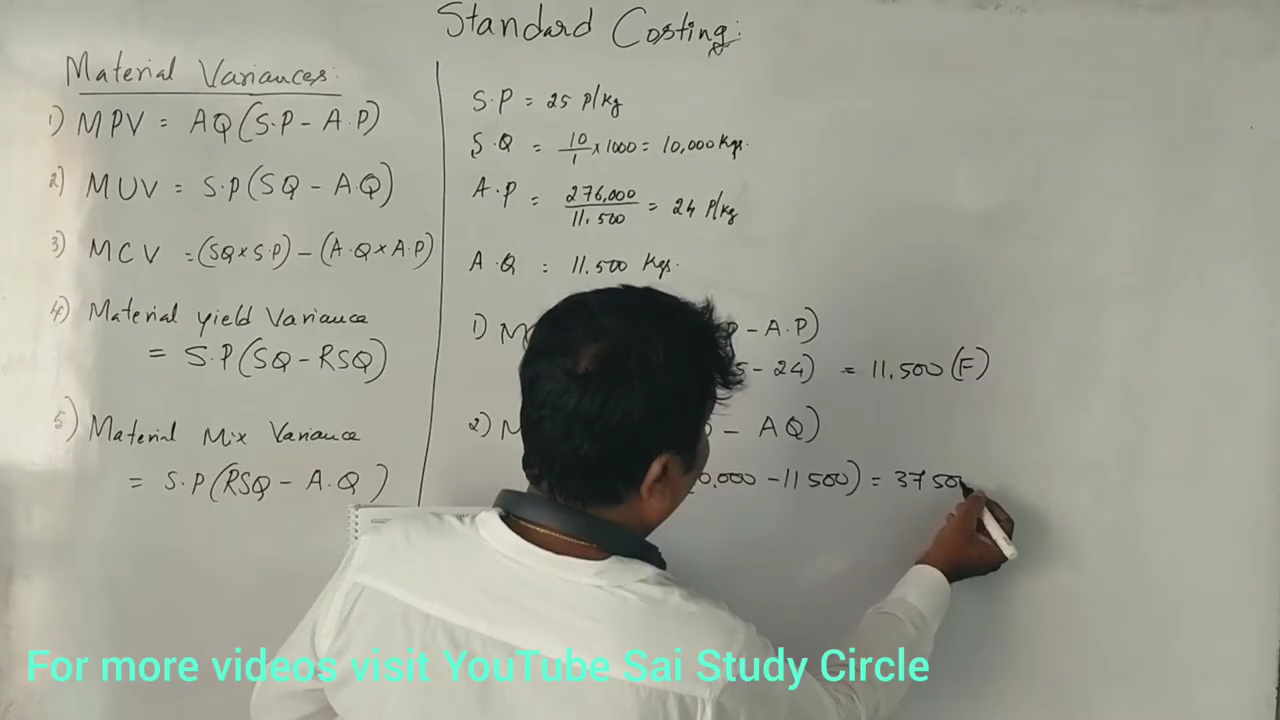 Standard Costing:
Material Variances:
1) MPV = AQ(S.P - A.P)
2) MUV = S.P(SQ - A.Q)
3) MCV = (SQ×S.P) - (A.Q×A.P)
4) Material yield Variance
= S.P(SQ - RSQ)
5) Material Mix Variance
= S.P(RSQ - A.Q)
S.P = 25 P/kg
S.Q = 10/1 × 1000 = 10,000 Kgs.
A.P = 276,000/11.500 = 24 P/kg
A.Q = 11.500 Kgs.
1) M - A.P)
5 - 24) = 11.500 (F)
2) M - AQ)
0,000 - 11500) = 37500
For more videos visit YouTube Sai Study Circle